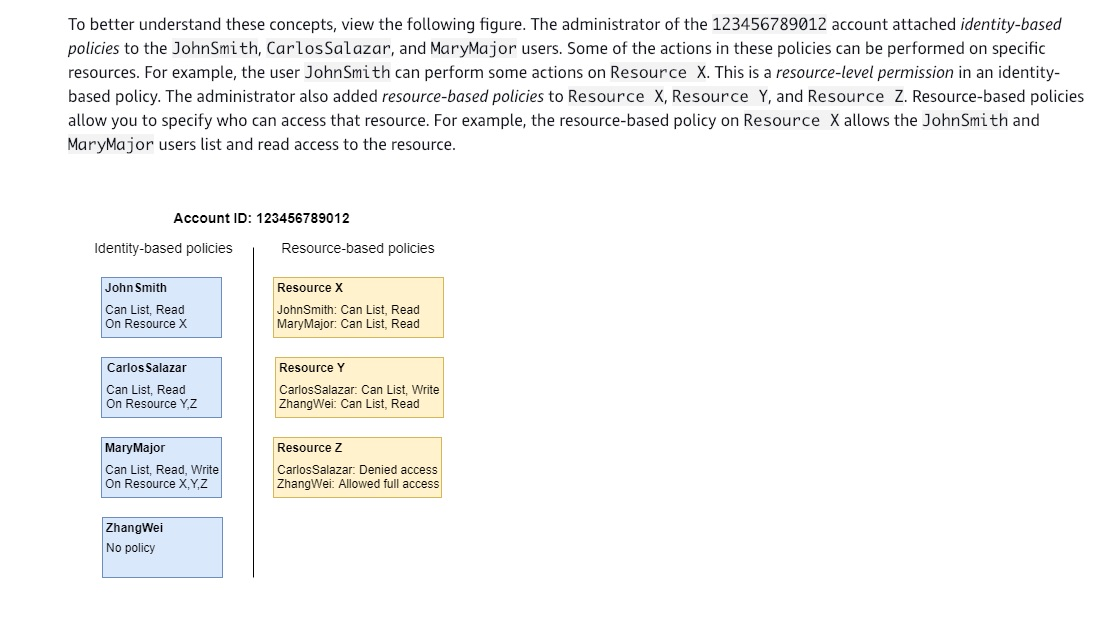 To better understand these concepts, view the following figure. The administrator of the 123456789012 account attached identity-based
policies to the JohnSmith, CarlosSalazar, and MaryMajor users. Some of the actions in these policies can be performed on specific
resources. For example, the user JohnSmith can perform some actions on Resource X. This is a resource-level permission in an identity-
based policy. The administrator also added resource-based policies to Resource X, Resource Y, and Resource Z. Resource-based policies
allow you to specify who can access that resource. For example, the resource-based policy on Resource X allows the JohnSmith and
MaryMajor users list and read access to the resource.
Account ID: 123456789012
Identity-based policies
JohnSmith
Can List, Read
On Resource X
CarlosSalazar
Can List, Read
On Resource Y,Z
MaryMajor
Can List, Read, Write
On Resource X,Y,Z
ZhangWei
No policy
Resource-based policies
Resource X
JohnSmith: Can List, Read
MaryMajor: Can List, Read
Resource Y
CarlosSalazar: Can List, Write
ZhangWei: Can List, Read
Resource Z
CarlosSalazar: Denied access
ZhangWei: Allowed full access